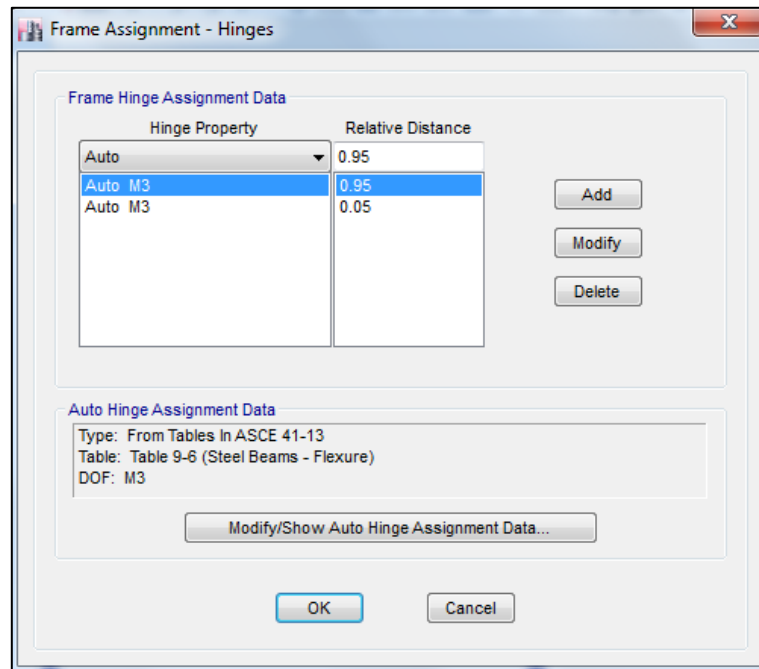 Frame Assignment - Hinges
X
Frame Hinge Assignment Data
Hinge Property Relative Distance
Auto 0.95
Auto M3 0.95
Auto M3 0.05
Add
Modify
Delete
Auto Hinge Assignment Data
Type: From Tables In ASCE 41-13
Table: Table 9-6 (Steel Beams - Flexure)
DOF: M3
Modify/Show Auto Hinge Assignment Data...
OK Cancel